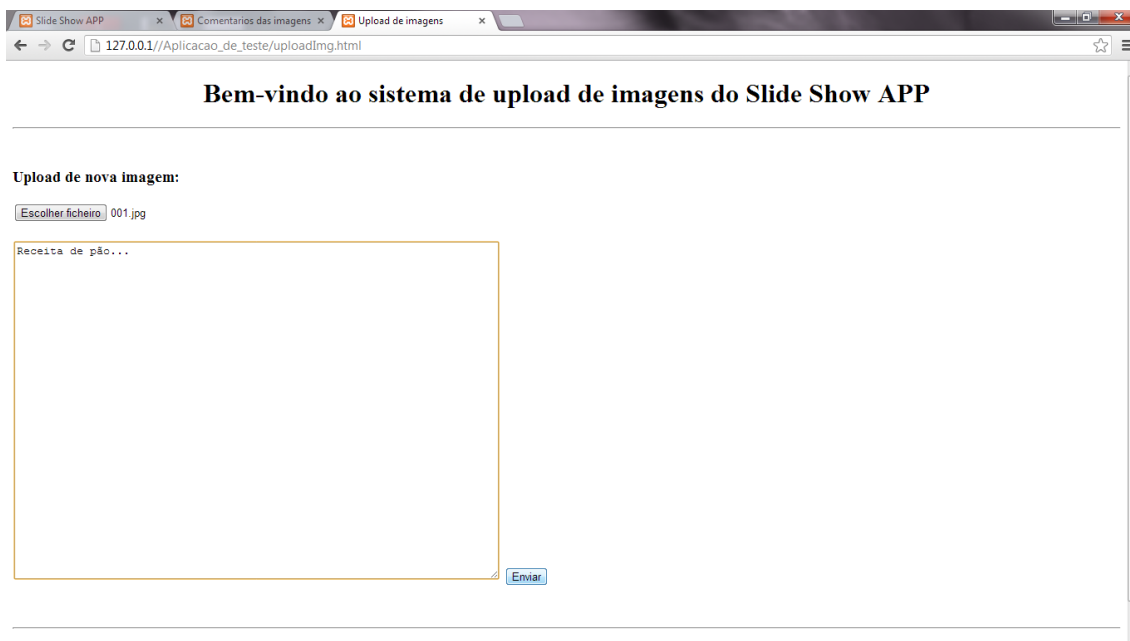 Slide Show APP
Comentarios das imagens
Upload de imagens
127.0.0.1//Aplicacao_de_teste/uploadImg.html
Bem-vindo ao sistema de upload de imagens do Slide Show APP
Upload de nova imagem:
Escolher ficheiro 001.jpg
Receita de pão...
Enviar